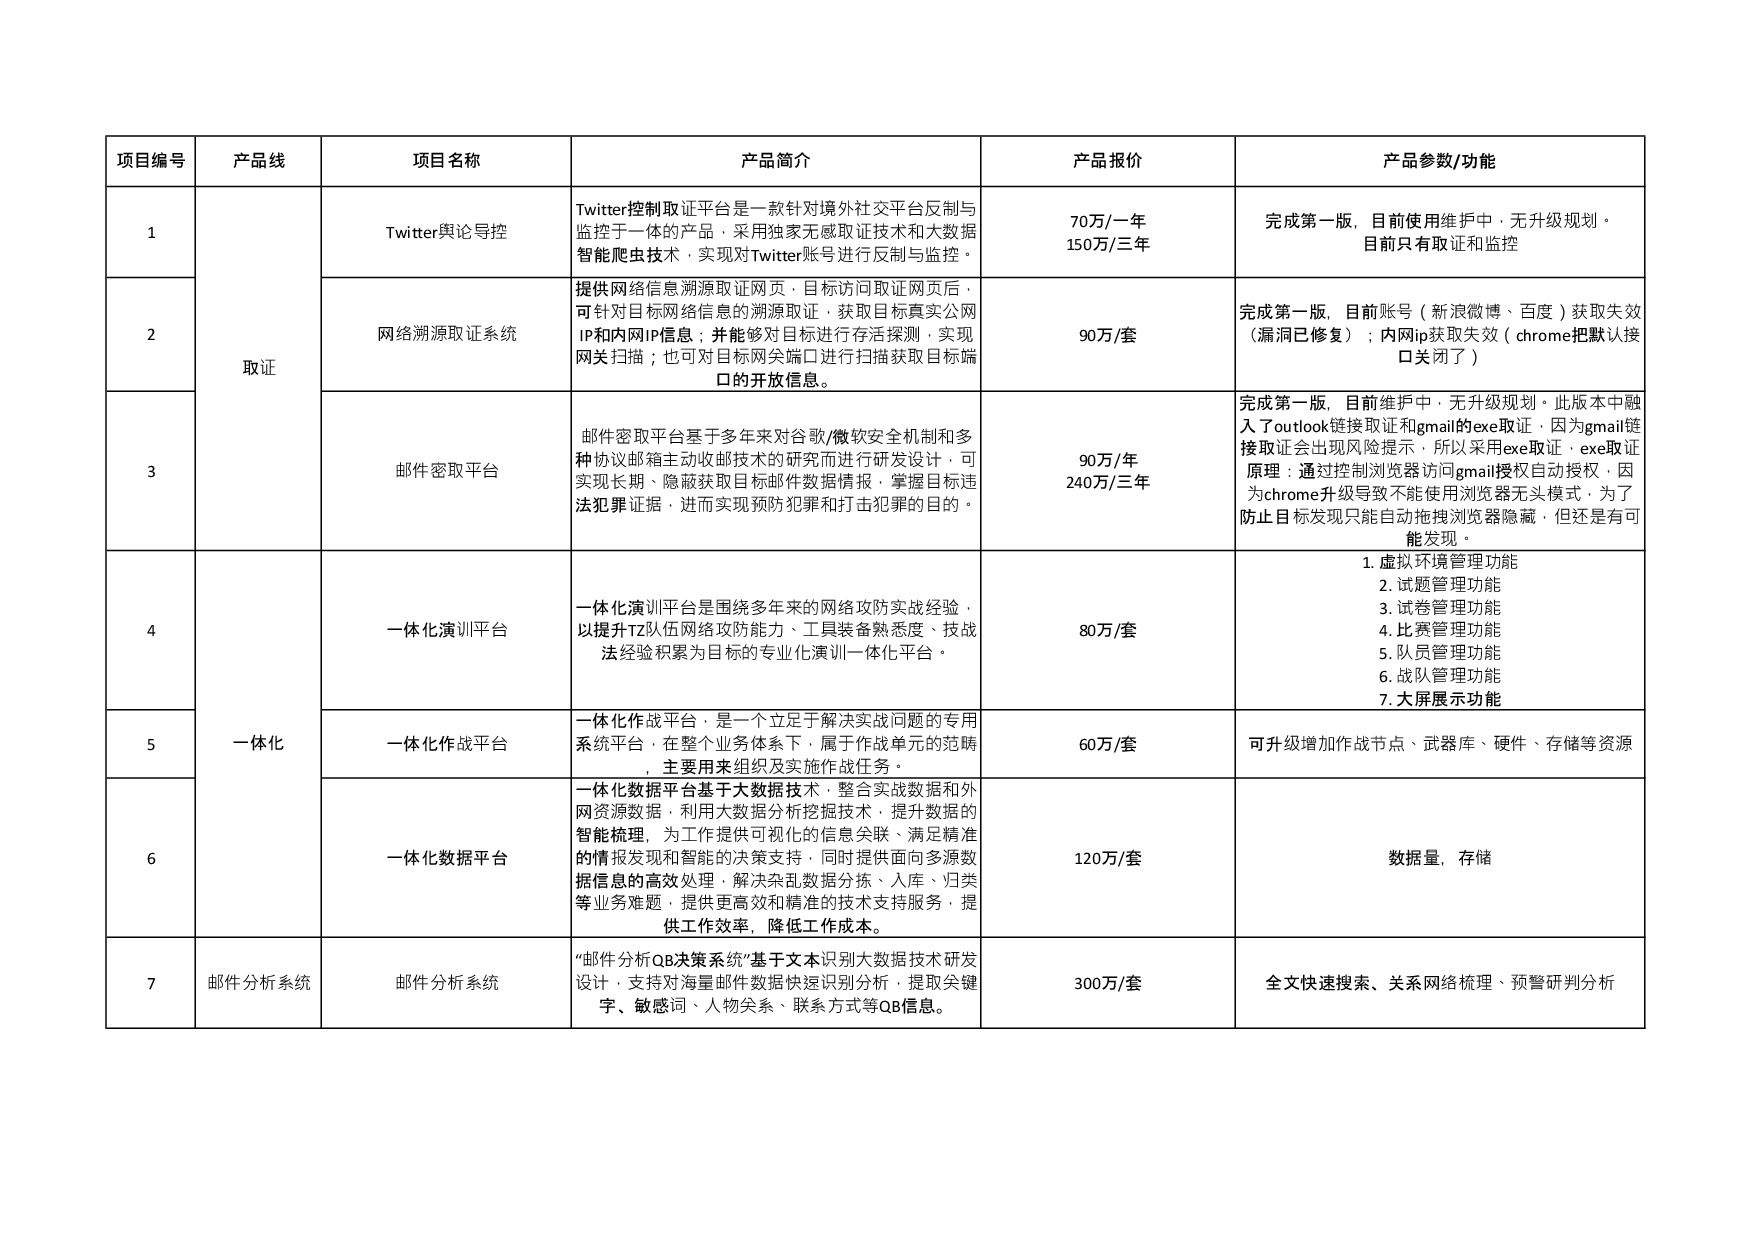 项目编号 产品线 项目名称 产品简介 产品报价 产品参数/功能
1
取证
Twitter舆论导控
Twitter控制取证平台是一款针对境外社交平台反制与
监控于一体的产品，采用独家无感取证技术和大数据
智能爬虫技术，实现对Twitter账号进行反制与监控。
70万/一年
150万/三年
完成第一版，目前使用维护中，无升级规划。
目前只有取证和监控
2
网络溯源取证系统
提供网络信息溯源取证网页，目标访问取证网页后，
可针对目标网络信息的溯源取证，获取目标真实公网
IP和内网IP信息；并能够对目标进行存活探测，实现
网关扫描；也可对目标网关端口进行扫描获取目标端
口的开放信息。
90万/套
完成第一版，目前账号（新浪微博、百度）获取失效
（漏洞已修复）；内网ip获取失效（chrome把默认接
口关闭了）
3
邮件密取平台
邮件密取平台基于多年来对谷歌/微软安全机制和多
种协议邮箱主动收邮技术的研究而进行研发设计，可
实现长期、隐蔽获取目标邮件数据情报，掌握目标违
法犯罪证据，进而实现预防犯罪和打击犯罪的目的。
90万/年
240万/三年
完成第一版，目前维护中，无升级规划。此版本中融
入了outlook链接取证和gmail的exe取证，因为gmail链
接取证会出现风险提示，所以采用exe取证，exe取证
原理：通过控制浏览器访问gmail授权自动授权，因
为chrome升级导致不能使用浏览器无头模式，为了
防止目标发现只能自动拖拽浏览器隐藏，但还是有可
能发现。
4
一体化
一体化演训平台
一体化演训平台是围绕多年来的网络攻防实战经验，
以提升TZ队伍网络攻防能力、工具装备熟悉度、技战
法经验积累为目标的专业化演训一体化平台。
80万/套
1. 虚拟环境管理功能
2. 试题管理功能
3. 试卷管理功能
4. 比赛管理功能
5. 队员管理功能
6. 战队管理功能
7. 大屏展示功能
5
一体化作战平台
一体化作战平台，是一个立足于解决实战问题的专用
系统平台，在整个业务体系下，属于作战单元的范畴
，主要用来组织及实施作战任务。
60万/套
可升级增加作战节点、武器库、硬件、存储等资源
6
一体化数据平台
一体化数据平台基于大数据技术，整合实战数据和外
网资源数据，利用大数据分析挖掘技术，提升数据的
智能梳理，为工作提供可视化的信息关联、满足精准
的情报发现和智能的决策支持，同时提供面向多源数
据信息的高效处理，解决杂乱数据分拣、入库、归类
等业务难题，提供更高效和精准的技术支持服务，提
供工作效率，降低工作成本。
120万/套
数据量，存储
7
邮件分析系统
邮件分析系统
“邮件分析QB决策系统”基于文本识别大数据技术研发
设计，支持对海量邮件数据快速识别分析，提取关键
字、敏感词、人物关系、联系方式等QB信息。
300万/套
全文快速搜索、关系网络梳理、预警研判分析